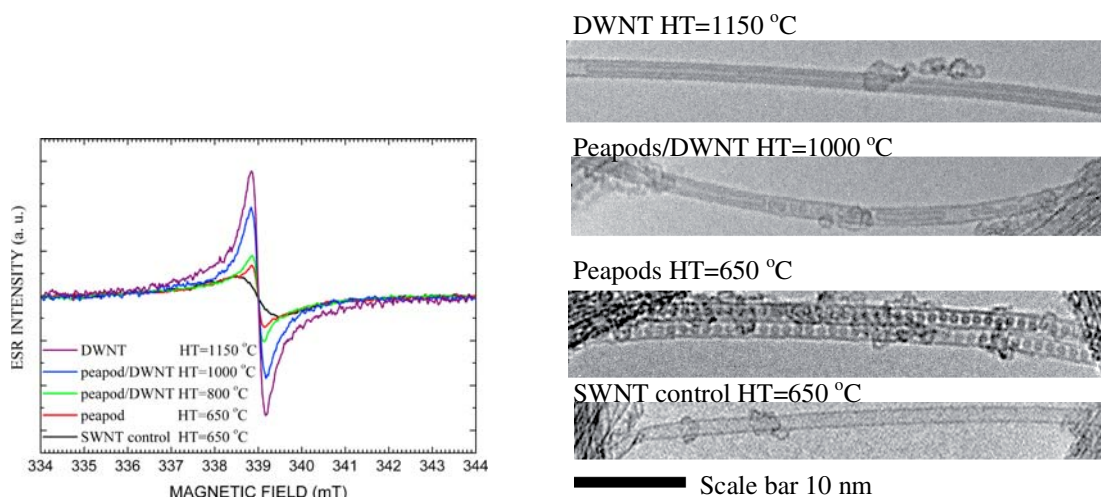 ESR INTENSITY (a. u.)
DWNT HT=1150 °C
peapod/DWNT HT=1000 °C
peapod/DWNT HT=800 °C
peapod HT=650 °C
SWNT control HT=650 °C
334 335 336 337 338 339 340 341 342 343 344
MAGNETIC FIELD (mT)
DWNT HT=1150 °C
Peapods/DWNT HT=1000 °C
Peapods HT=650 °C
SWNT control HT=650 °C
Scale bar 10 nm